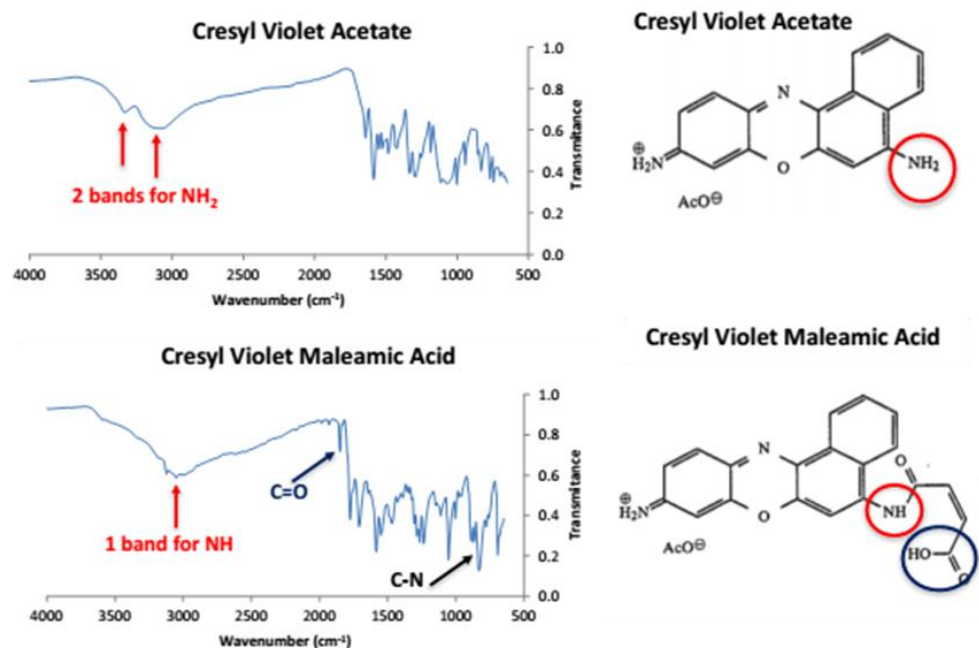 Cresyl Violet Acetate
1.0
0.8
0.6
0.4
0.2
0.0
Transmitance
2 bands for NH₂
4000 3500 3000 2500 2000 1500 1000 500
Wavenumber (cm⁻¹)
Cresyl Violet Acetate
N
⊕
H₂N
O
NH₂
AcO⊖
Cresyl Violet Maleamic Acid
1.0
0.8
0.6
0.4
0.2
0.0
Transmitance
C=O
1 band for NH
C-N
4000 3500 3000 2500 2000 1500 1000 500
Wavenumber (cm⁻¹)
Cresyl Violet Maleamic Acid
N
O
⊕
H₂N
O
NH
AcO⊖
HO
O